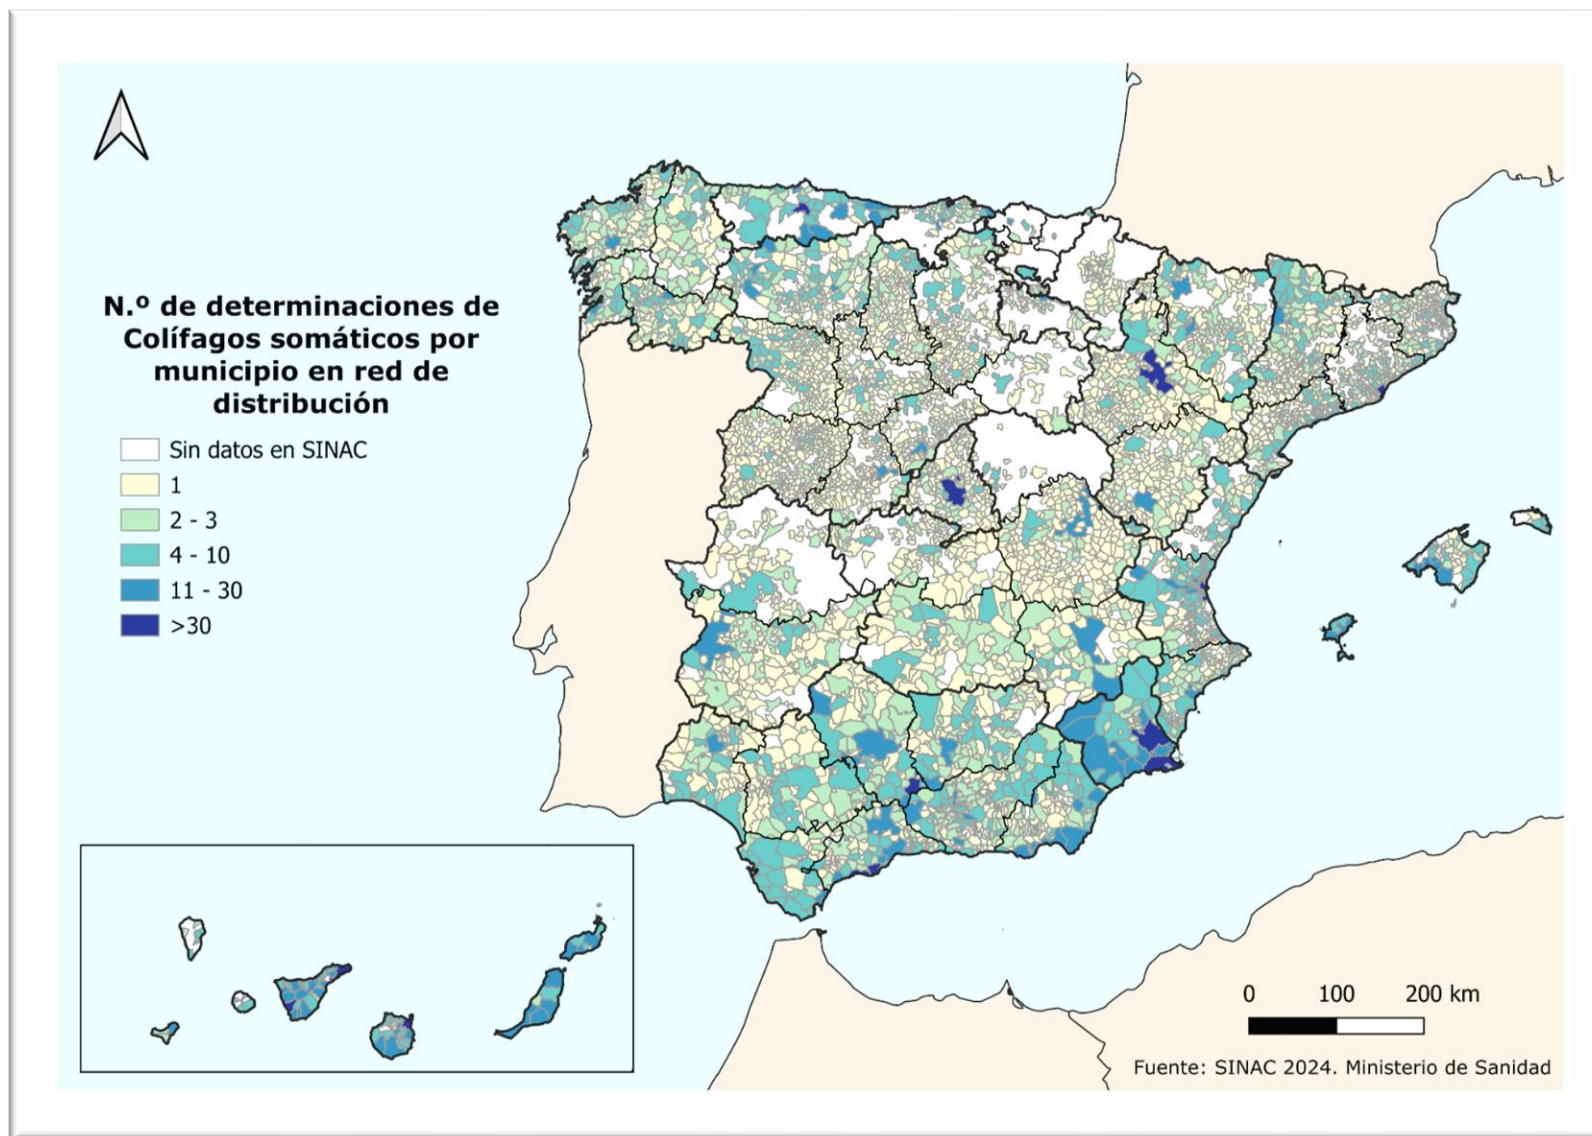 N.º de determinaciones de
Colífagos somáticos por
municipio en red de
distribución
Sin datos en SINAC
1
2 - 3
4 - 10
11 - 30
>30
0 100 200 km
Fuente: SINAC 2024. Ministerio de Sanidad